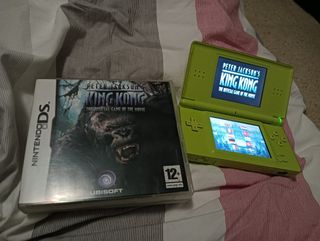 NINTENDO DS
PETER JACKSON'S
KING KONG
THE OFFICIAL GAME OF THE MOVIE
12+
UBISOFT
PETER JACKSON'S
KING KONG
THE OFFICIAL GAME OF THE MOVIE